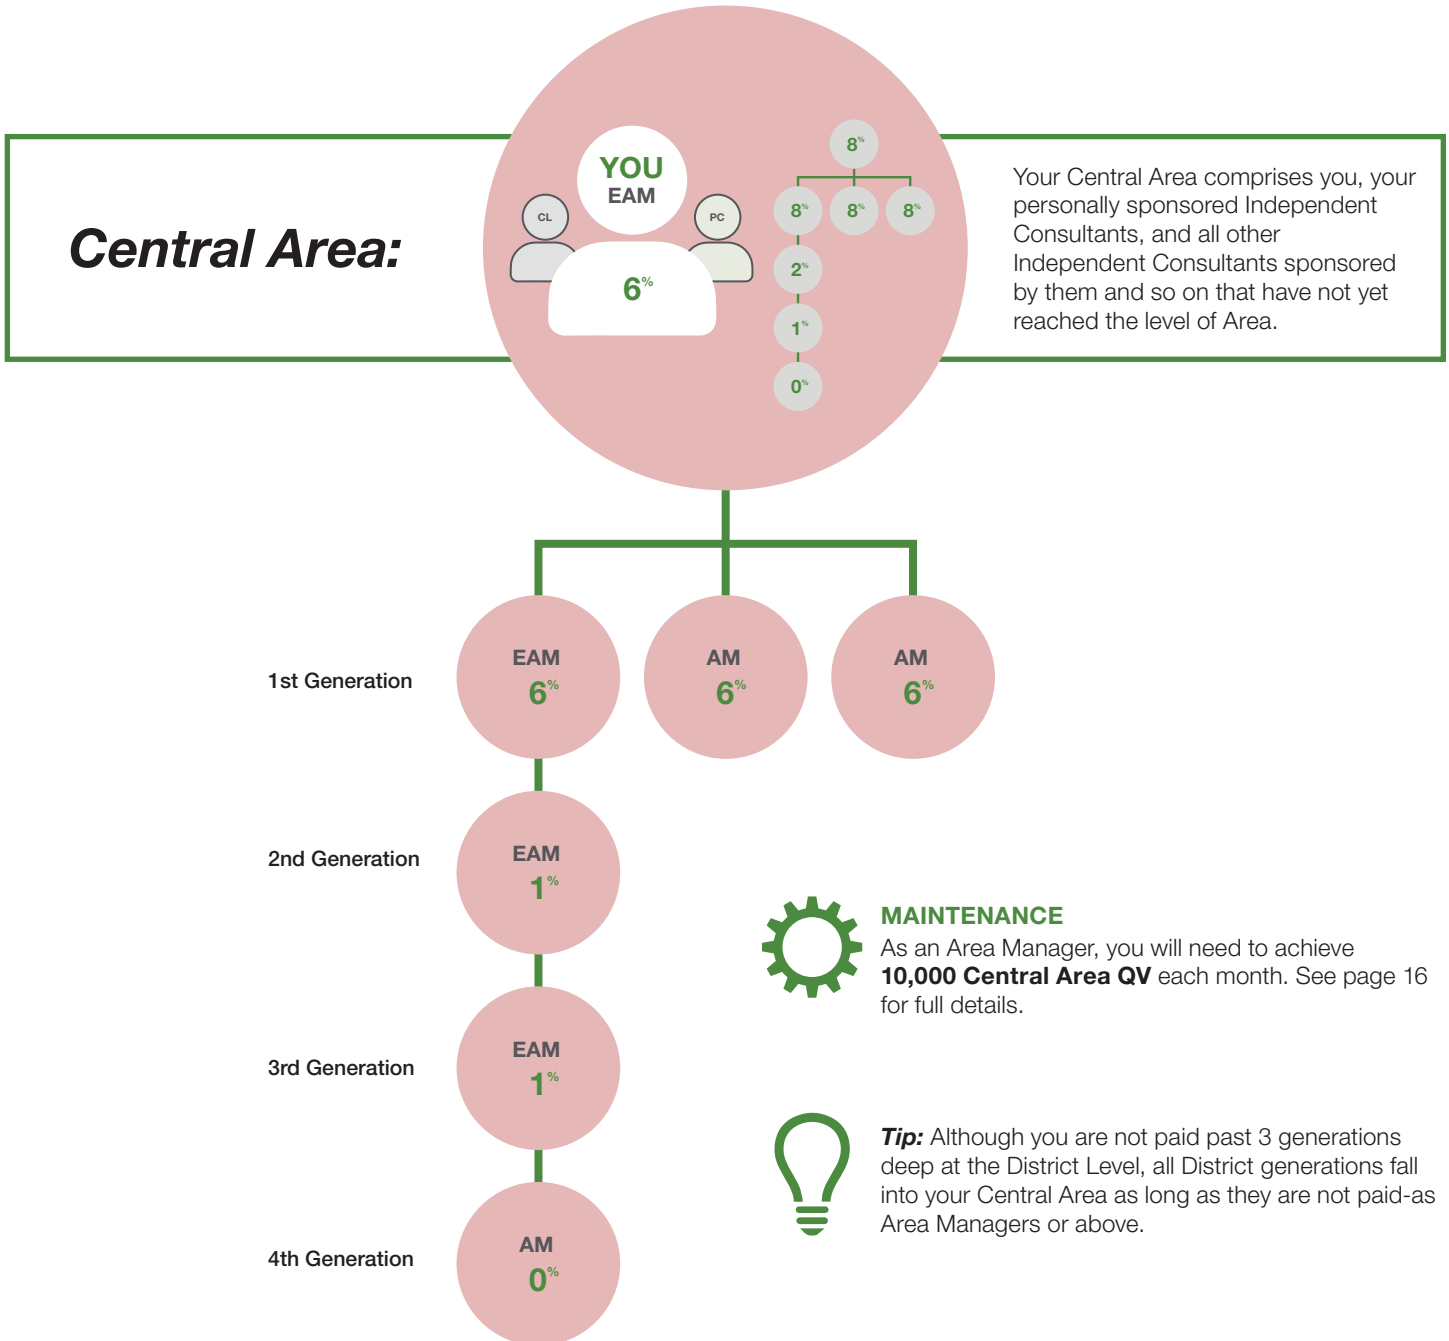 Central Area:
YOU
EAM
CL
PC
6%
8%
8%
8%
8%
2%
1%
0%
Your Central Area comprises you, your
personally sponsored Independent
Consultants, and all other
Independent Consultants sponsored
by them and so on that have not yet
reached the level of Area.
1st Generation
EAM
6%
AM
6%
AM
6%
2nd Generation
EAM
1%
3rd Generation
EAM
1%
4th Generation
AM
0%
MAINTENANCE
As an Area Manager, you will need to achieve
10,000 Central Area QV each month. See page 16
for full details.
Tip: Although you are not paid past 3 generations
deep at the District Level, all District generations fall
into your Central Area as long as they are not paid-as
Area Managers or above.